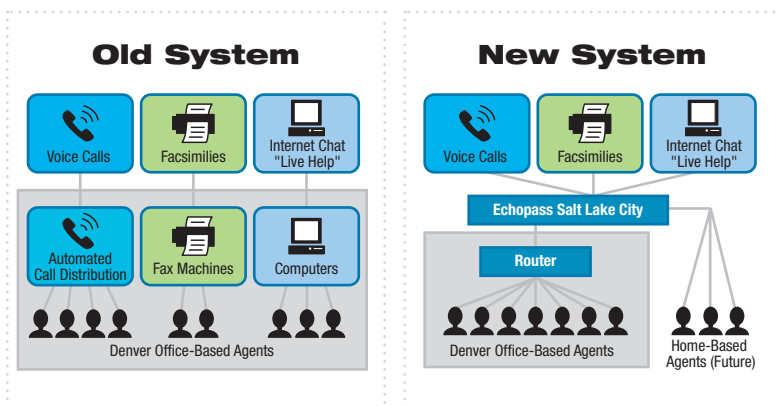 Old System
Voice Calls
Facsimilies
Internet Chat
"Live Help"
Automated
Call Distribution
Fax Machines
Computers
Denver Office-Based Agents
New System
Voice Calls
Facsimilies
Internet Chat
"Live Help"
Echopass Salt Lake City
Router
Denver Office-Based Agents
Home-Based
Agents (Future)